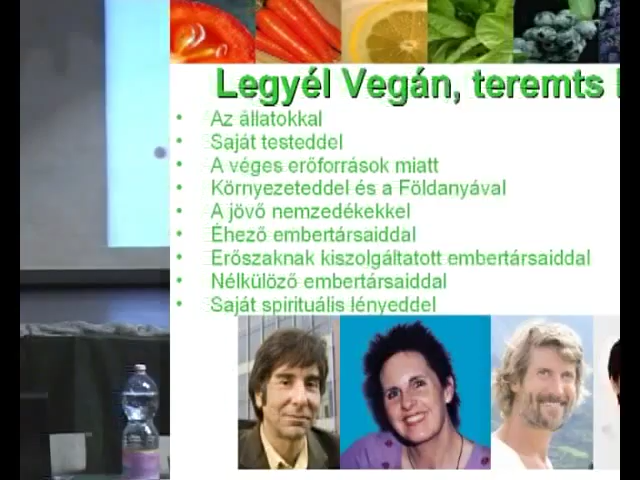 Legyél Vegán, teremts
Az állatokkal
Saját testeddel
A véges erőforrások miatt
Környezeteddel és a Földanyával
A jövő nemzedékekkel
Éhező embertársaiddal
Erőszaknak kiszolgáltatott embertársaiddal
Nélkülöző embertársaiddal
Saját spirituális lényeddel